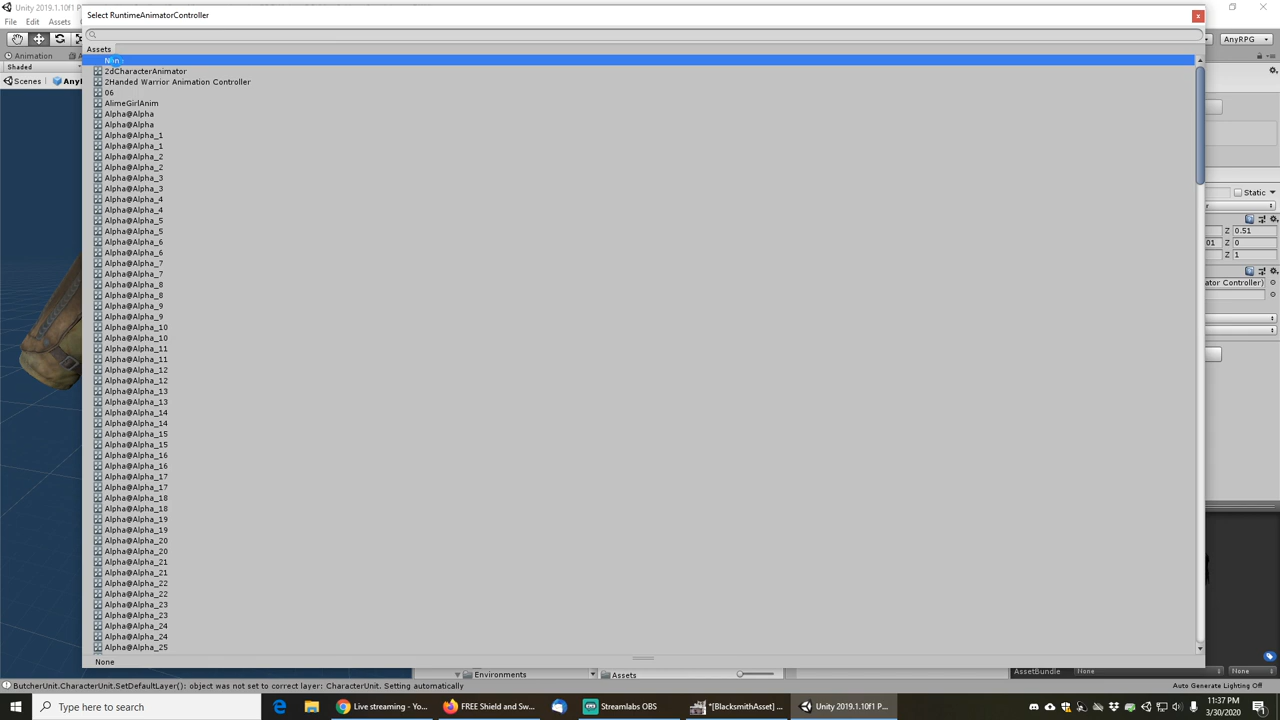 Unity 2019.1.10f1 P
Select RuntimeAnimatorController
x
File Edit Assets
AnyRPG
Assets
Animation
None
Shaded
2dCharacterAnimator
Scenes
2Handed Warrior Animation Controller
06
AlimeGirlAnim
Alpha@Alpha
Alpha@Alpha
Alpha@Alpha_1
Alpha@Alpha_1
Alpha@Alpha_2
Alpha@Alpha_2
Alpha@Alpha_3
Alpha@Alpha_3
Static
Alpha@Alpha_4
Alpha@Alpha_4
Alpha@Alpha_5
Alpha@Alpha_5
Z 0.51
Alpha@Alpha_6
01 Z 0
Alpha@Alpha_6
Z 1
Alpha@Alpha_7
Alpha@Alpha_7
Alpha@Alpha_8
ator Controller)
Alpha@Alpha_8
Alpha@Alpha_9
Alpha@Alpha_9
Alpha@Alpha_10
Alpha@Alpha_10
Alpha@Alpha_11
Alpha@Alpha_11
Alpha@Alpha_12
Alpha@Alpha_12
Alpha@Alpha_13
Alpha@Alpha_13
Alpha@Alpha_14
Alpha@Alpha_14
Alpha@Alpha_15
Alpha@Alpha_15
Alpha@Alpha_16
Alpha@Alpha_16
Alpha@Alpha_17
Alpha@Alpha_17
Alpha@Alpha_18
Alpha@Alpha_18
Alpha@Alpha_19
Alpha@Alpha_19
Alpha@Alpha_20
Alpha@Alpha_20
Alpha@Alpha_21
Alpha@Alpha_21
Alpha@Alpha_22
Alpha@Alpha_22
Alpha@Alpha_23
Alpha@Alpha_23
Alpha@Alpha_24
Alpha@Alpha_24
Alpha@Alpha_25
None
Environments
Assets
AssetBundle None None
ButcherUnit.CharacterUnit.SetDefaultLayer(): object was not set to correct layer: CharacterUnit. Setting automatically
Auto Generate Lighting Off
Type here to search
Live streaming - Yo...
FREE Shield and Sw...
Streamlabs OBS
*[BlacksmithAsset] ...
Unity 2019.1.10f1 P...
11:37 PM
3/30/2020